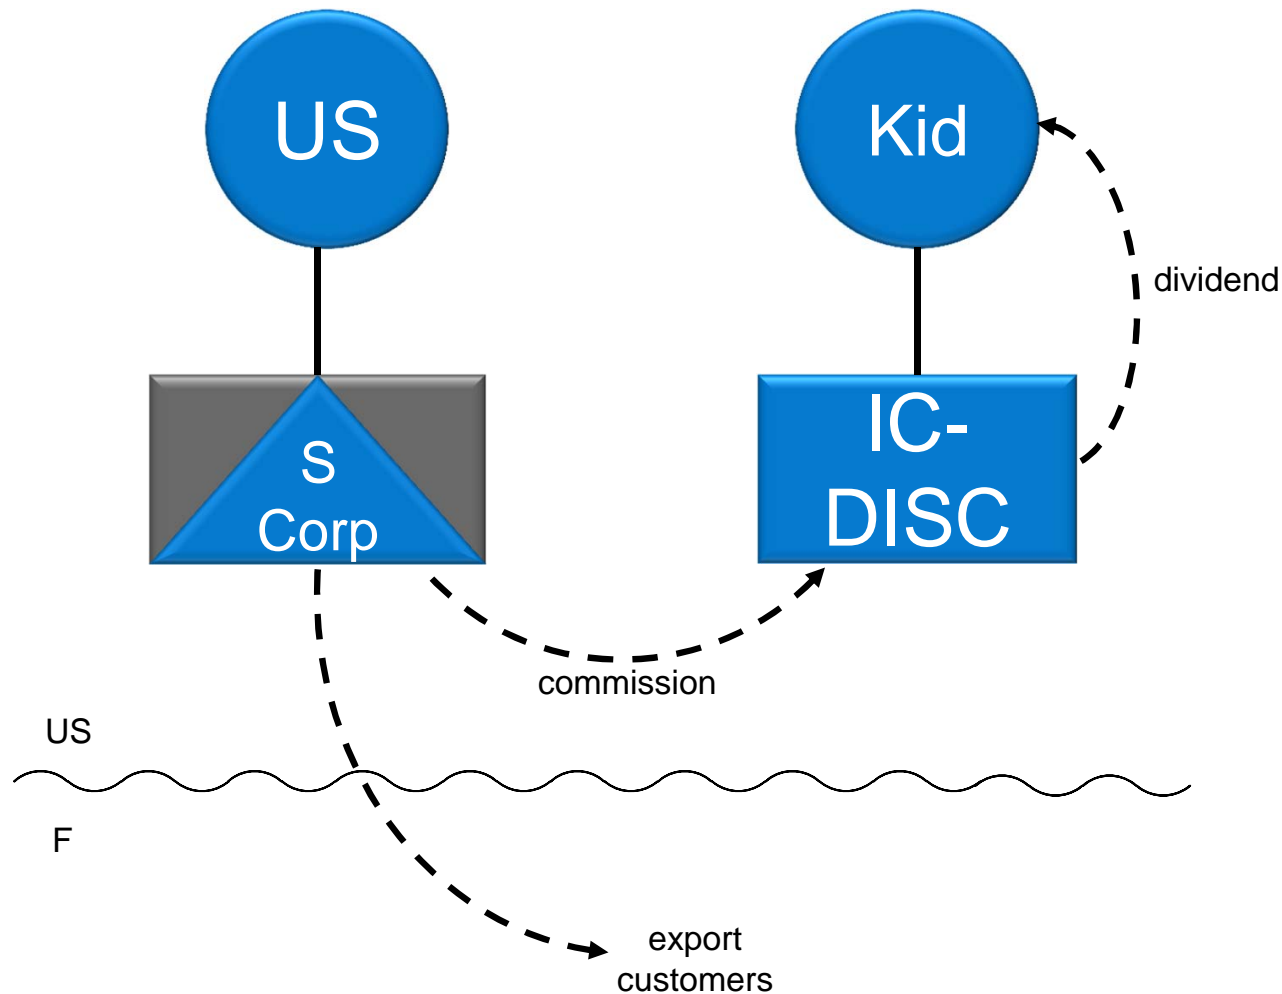 US
Kid
dividend
S
Corp
IC-
DISC
commission
US
F
export
customers